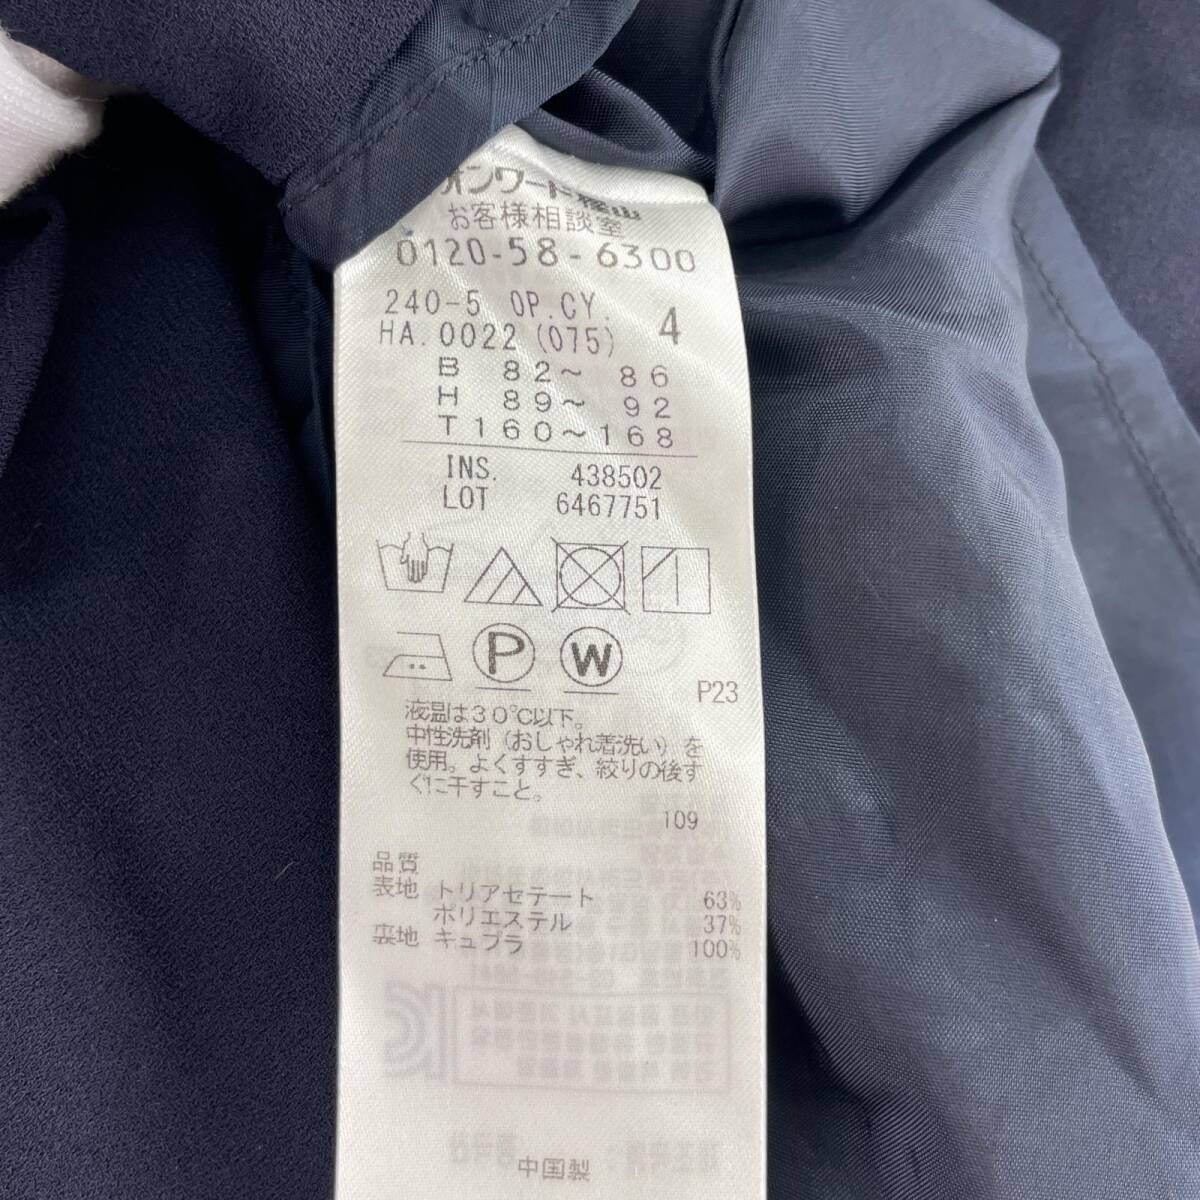 オンワード樫山
お客様相談室
0120-58-6300
240-5 OP.CY. 4
HA.0022 (075)
B 82～ 86
H 89～ 92
T160～168
INS. 438502
LOT 6467751
P W
P23
液温は30℃以下。
中性洗剤（おしゃれ着洗い）を
使用。よくすすぎ、絞りの後す
ぐに干すこと。
109
品質
表地 トリアセテート 63%
ポリエステル 37%
裏地 キュプラ 100%
中国製